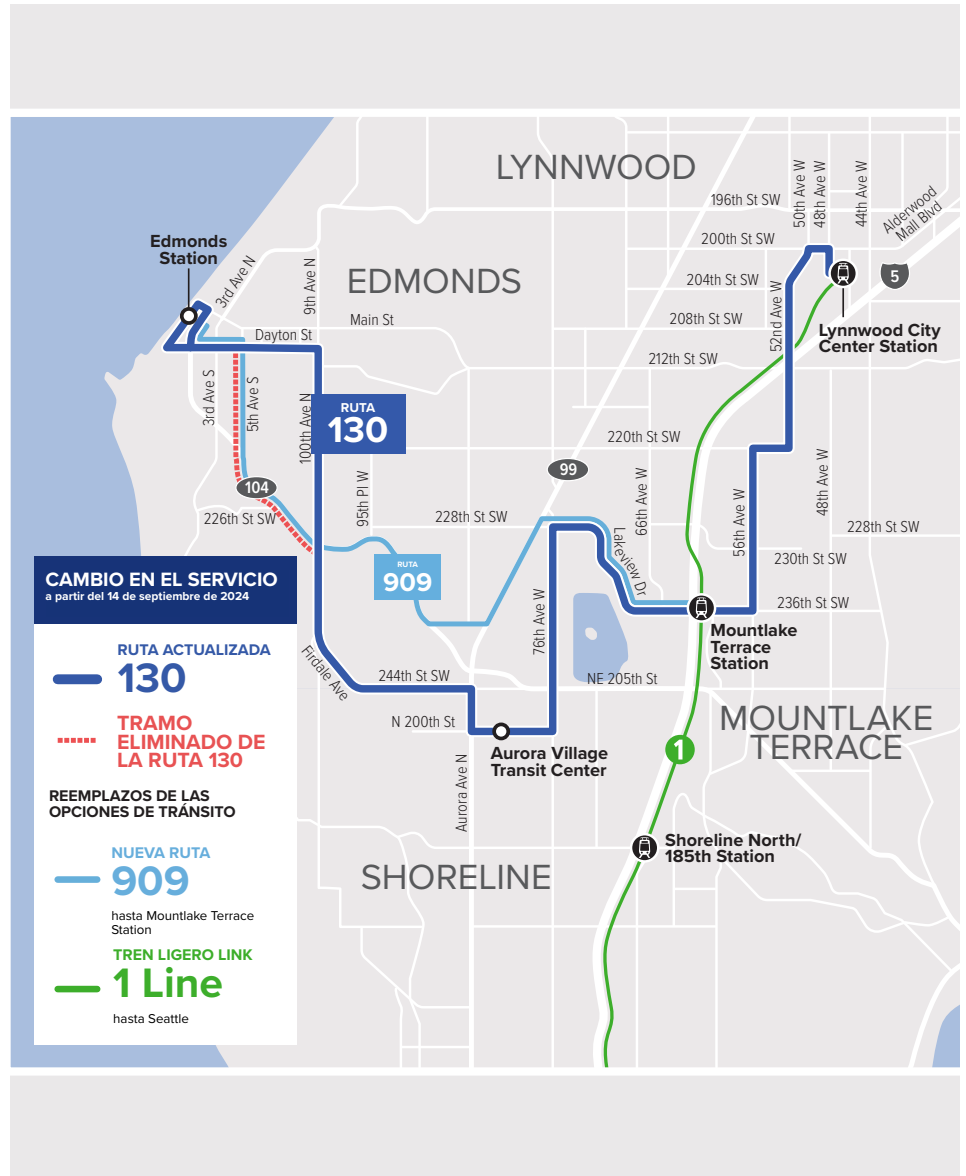 LYNNWOOD
50th Ave W
48th Ave W
44th Ave W
196th St SW
Alderwood
Mall Blvd
200th St SW
Edmonds
Station
3rd Ave N
9th Ave N
EDMONDS
204th St SW
5
52nd Ave W
208th St SW
Main St
Dayton St
Lynnwood City
Center Station
212th St SW
3rd Ave S
5th Ave S
100th Ave N
RUTA
130
220th St SW
99
104
95th Pl W
69th Ave W
48th Ave W
56th Ave W
226th St SW
228th St SW
228th St SW
Lakeview Dr
230th St SW
RUTA
909
236th St SW
76th Ave W
Mountlake
Terrace
Station
Firdale Ave
244th St SW
NE 205th St
N 200th St
MOUNTLAKE
TERRACE
1
Aurora Village
Transit Center
Aurora Ave N
Shoreline North/
185th Station
SHORELINE
CAMBIO EN EL SERVICIO
a partir del 14 de septiembre de 2024
RUTA ACTUALIZADA
130
TRAMO
ELIMINADO DE
LA RUTA 130
REEMPLAZOS DE LAS
OPCIONES DE TRÁNSITO
NUEVA RUTA
909
hasta Mountlake Terrace
Station
TREN LIGERO LINK
1 Line
hasta Seattle